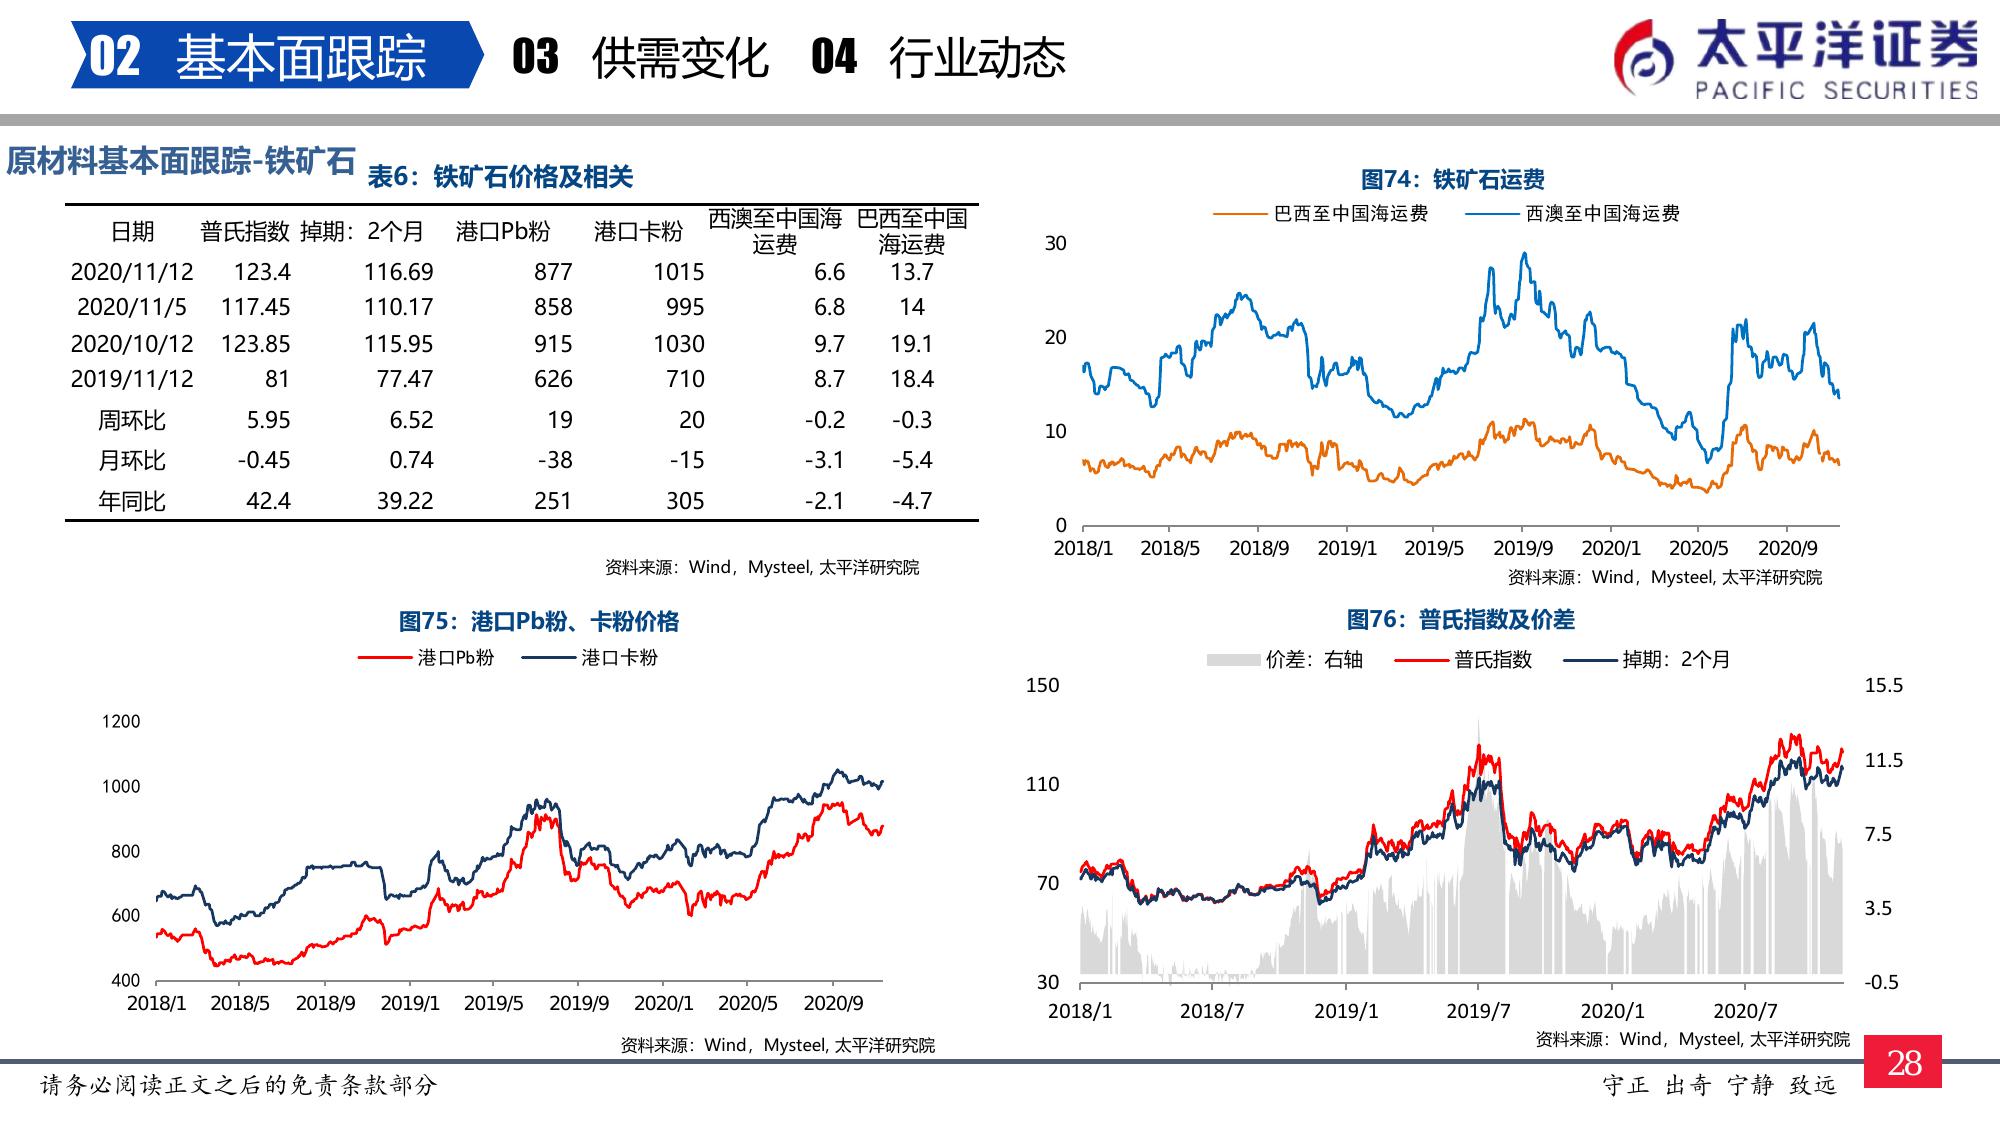 02 基本面跟踪 03 供需变化 04 行业动态
太平洋证券
PACIFIC SECURITIES
原材料基本面跟踪-铁矿石
表6：铁矿石价格及相关
日期 普氏指数 掉期：2个月 港口Pb粉 港口卡粉 西澳至中国海运费 巴西至中国海运费
2020/11/12 123.4 116.69 877 1015 6.6 13.7
2020/11/5 117.45 110.17 858 995 6.8 14
2020/10/12 123.85 115.95 915 1030 9.7 19.1
2019/11/12 81 77.47 626 710 8.7 18.4
周环比 5.95 6.52 19 20 -0.2 -0.3
月环比 -0.45 0.74 -38 -15 -3.1 -5.4
年同比 42.4 39.22 251 305 -2.1 -4.7
资料来源：Wind，Mysteel, 太平洋研究院
图74：铁矿石运费
巴西至中国海运费 西澳至中国海运费
30
20
10
0
2018/1 2018/5 2018/9 2019/1 2019/5 2019/9 2020/1 2020/5 2020/9
资料来源：Wind，Mysteel, 太平洋研究院
图75：港口Pb粉、卡粉价格
港口Pb粉 港口卡粉
1200
1000
800
600
400
2018/1 2018/5 2018/9 2019/1 2019/5 2019/9 2020/1 2020/5 2020/9
资料来源：Wind，Mysteel, 太平洋研究院
图76：普氏指数及价差
价差：右轴 普氏指数 掉期：2个月
150 15.5
11.5
110
7.5
70
3.5
30 -0.5
2018/1 2018/7 2019/1 2019/7 2020/1 2020/7
资料来源：Wind，Mysteel, 太平洋研究院
28
请务必阅读正文之后的免责条款部分
守正 出奇 宁静 致远